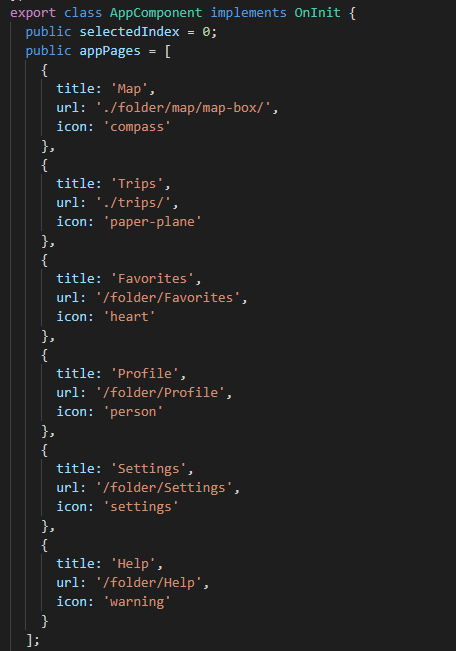 export class AppComponent implements OnInit {
public selectedIndex = 0;
public appPages = [
{
title: 'Map',
url: './folder/map/map-box/',
icon: 'compass'
},
{
title: 'Trips',
url: './trips/',
icon: 'paper-plane'
},
{
title: 'Favorites',
url: '/folder/Favorites',
icon: 'heart'
},
{
title: 'Profile',
url: '/folder/Profile',
icon: 'person'
},
{
title: 'Settings',
url: '/folder/Settings',
icon: 'settings'
},
{
title: 'Help',
url: '/folder/Help',
icon: 'warning'
}
];